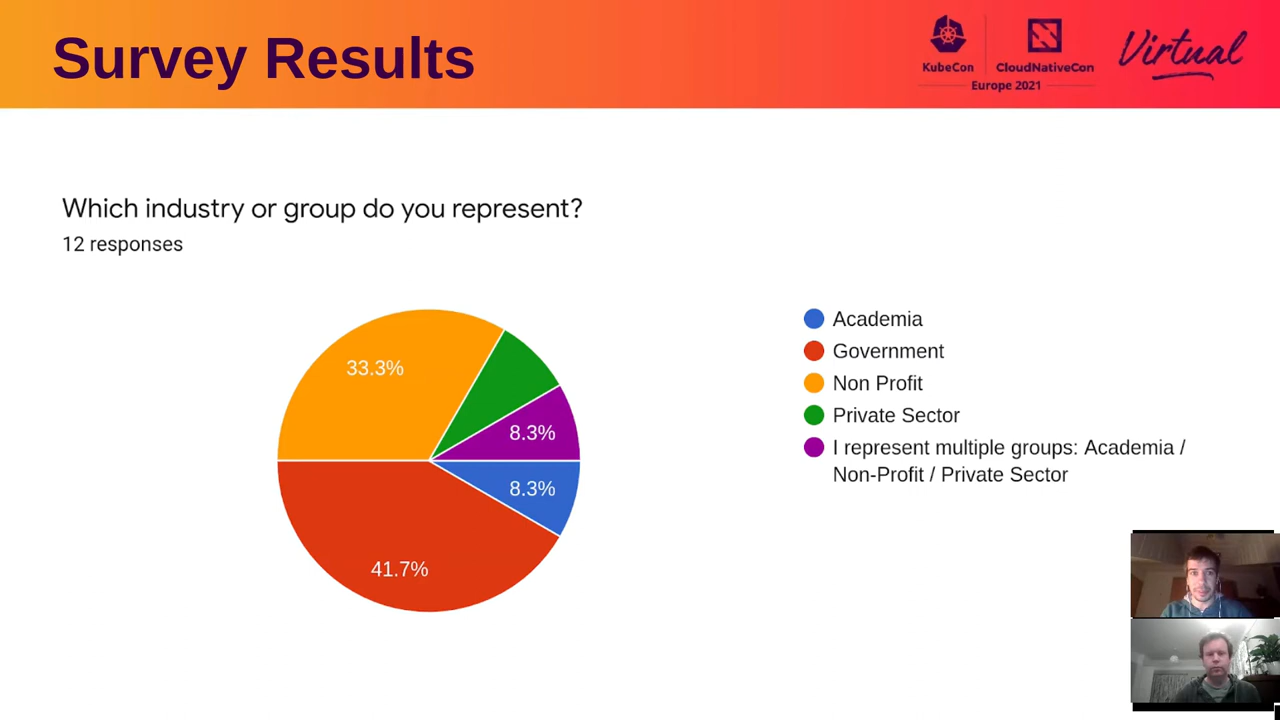 Survey Results
KubeCon
CloudNativeCon
Europe 2021
Virtual
Which industry or group do you represent?
12 responses
33.3%
8.3%
8.3%
41.7%
Academia
Government
Non Profit
Private Sector
I represent multiple groups: Academia /
Non-Profit / Private Sector